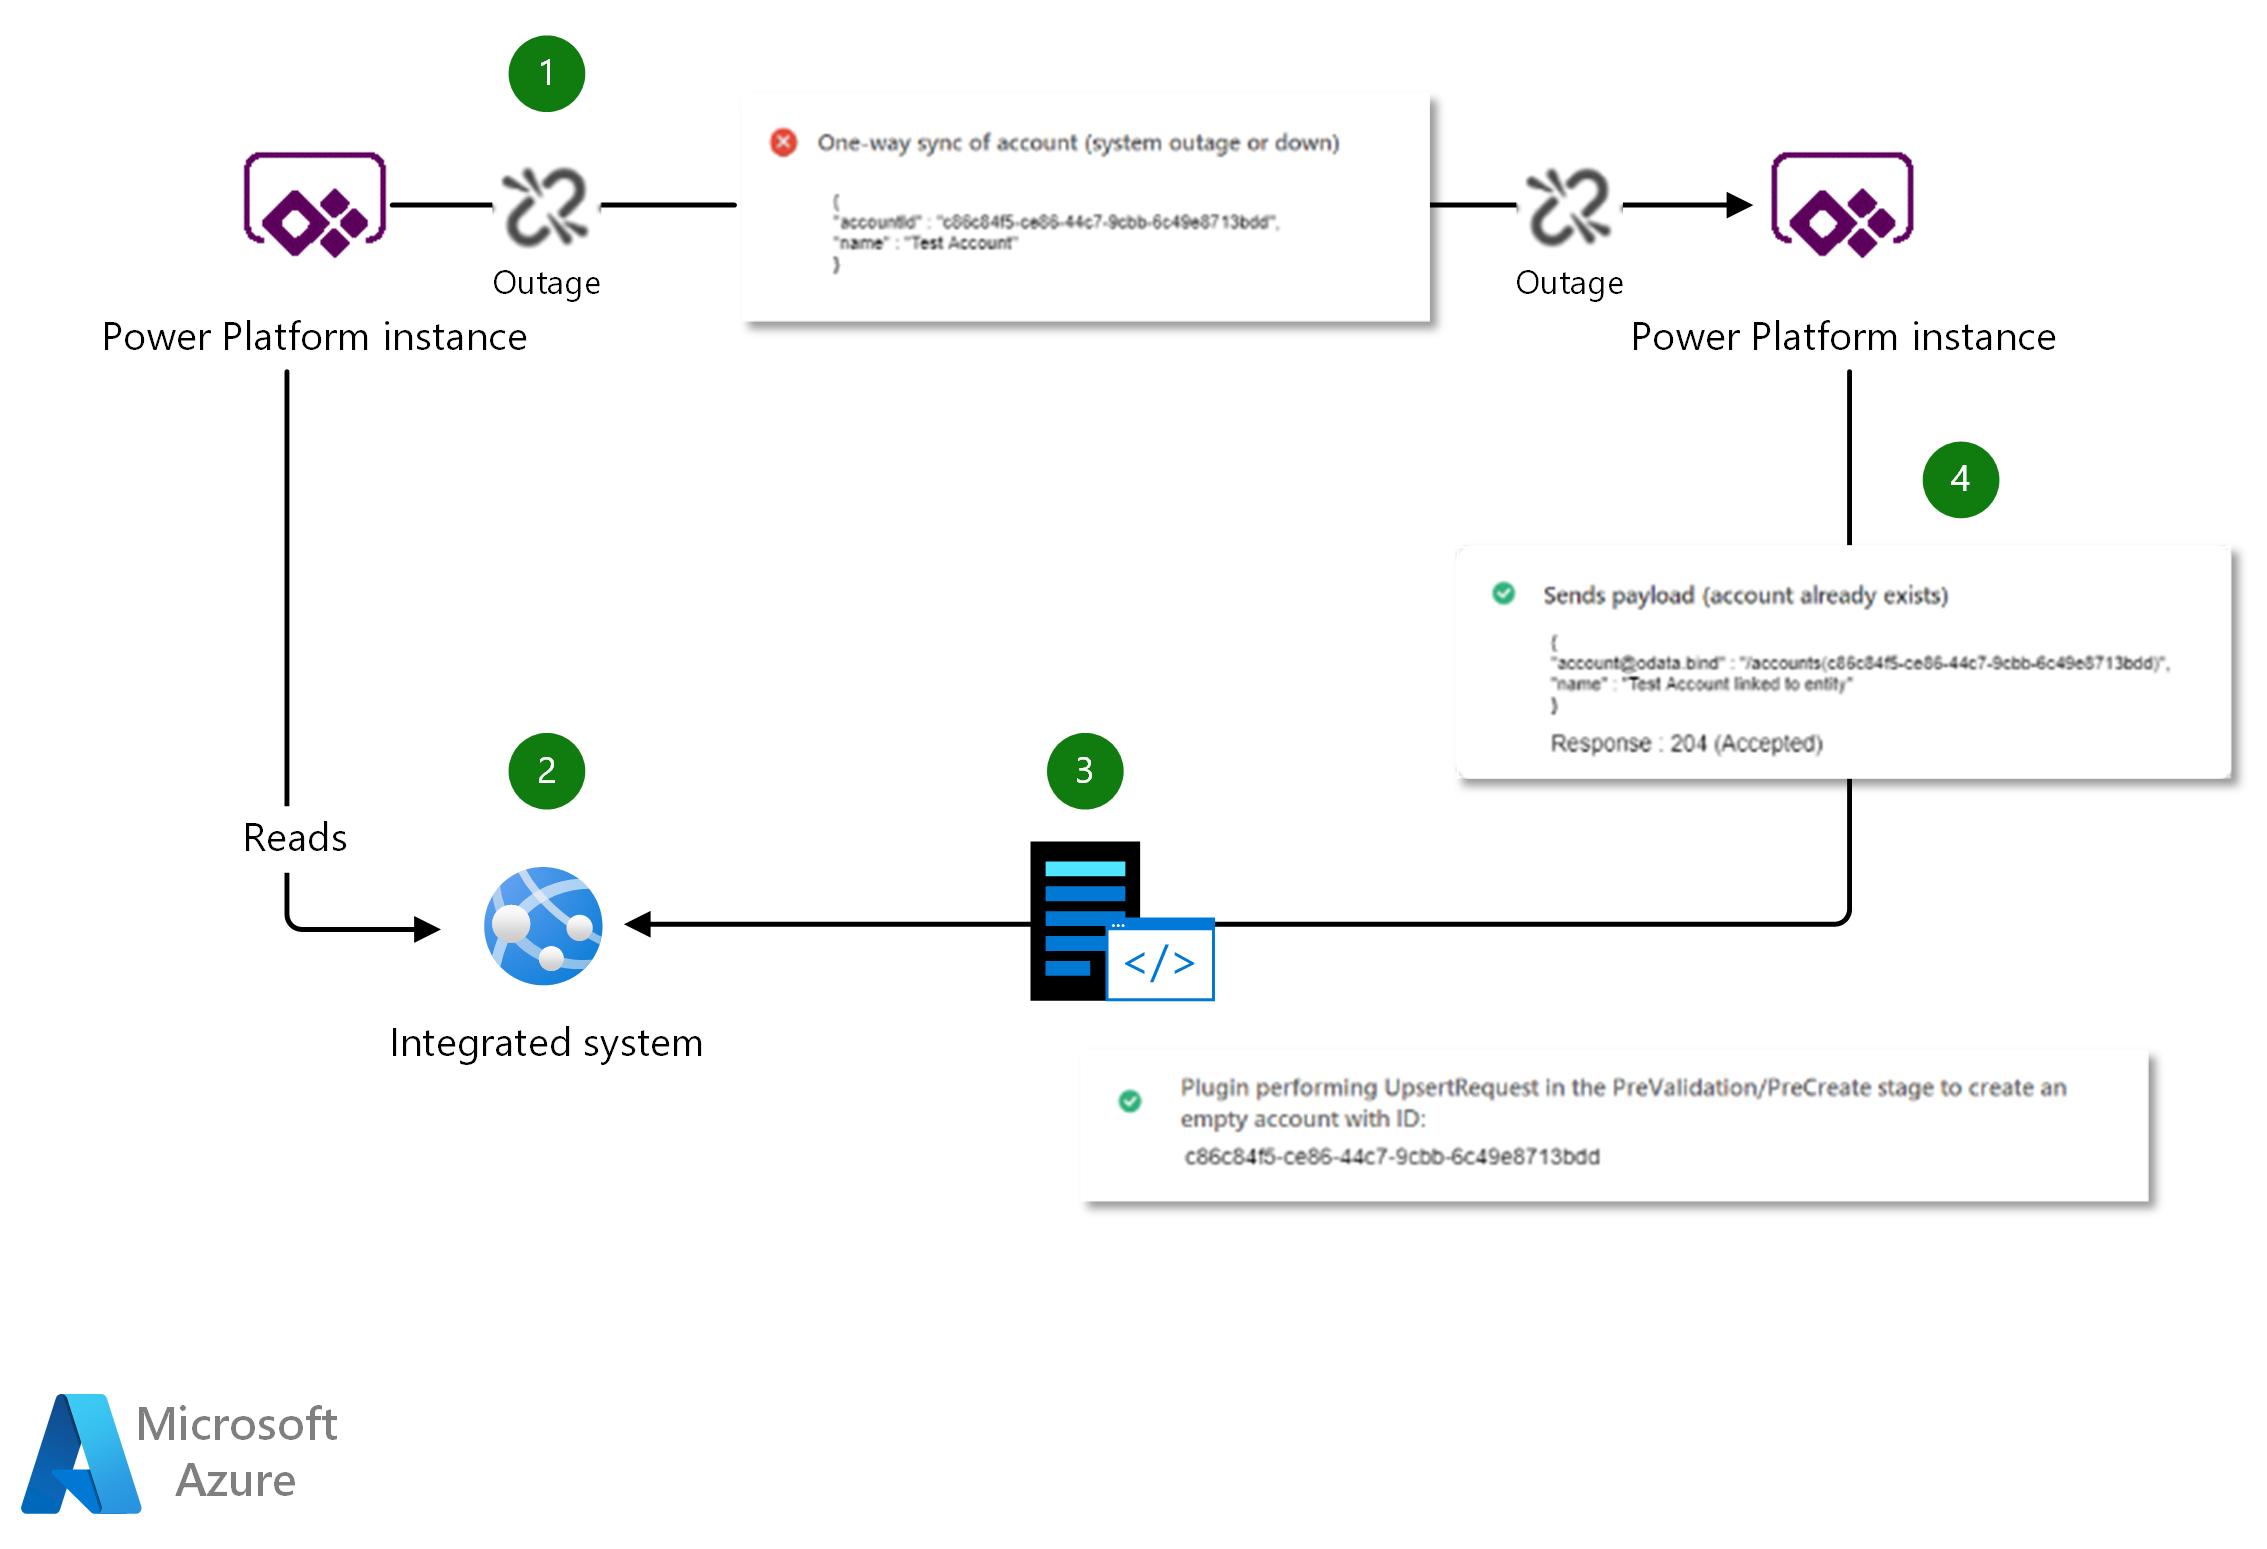 1
One-way sync of account (system outage or down)
{
"accountId" : "c86c84f5-ce86-44c7-9cbb-6c49e8713bdd",
"name" : "Test Account"
}
Outage
Outage
Power Platform instance
Power Platform instance
4
Sends payload (account already exists)
{
"account@odata.bind" : "/accounts(c86c84f5-ce86-44c7-9cbb-6c49e8713bdd)",
"name" : "Test Account linked to entity"
}
Response : 204 (Accepted)
2
3
Reads
</>
Integrated system
Plugin performing UpsertRequest in the PreValidation/PreCreate stage to create an
empty account with ID:
c86c84f5-ce86-44c7-9cbb-6c49e8713bdd
Microsoft
Azure